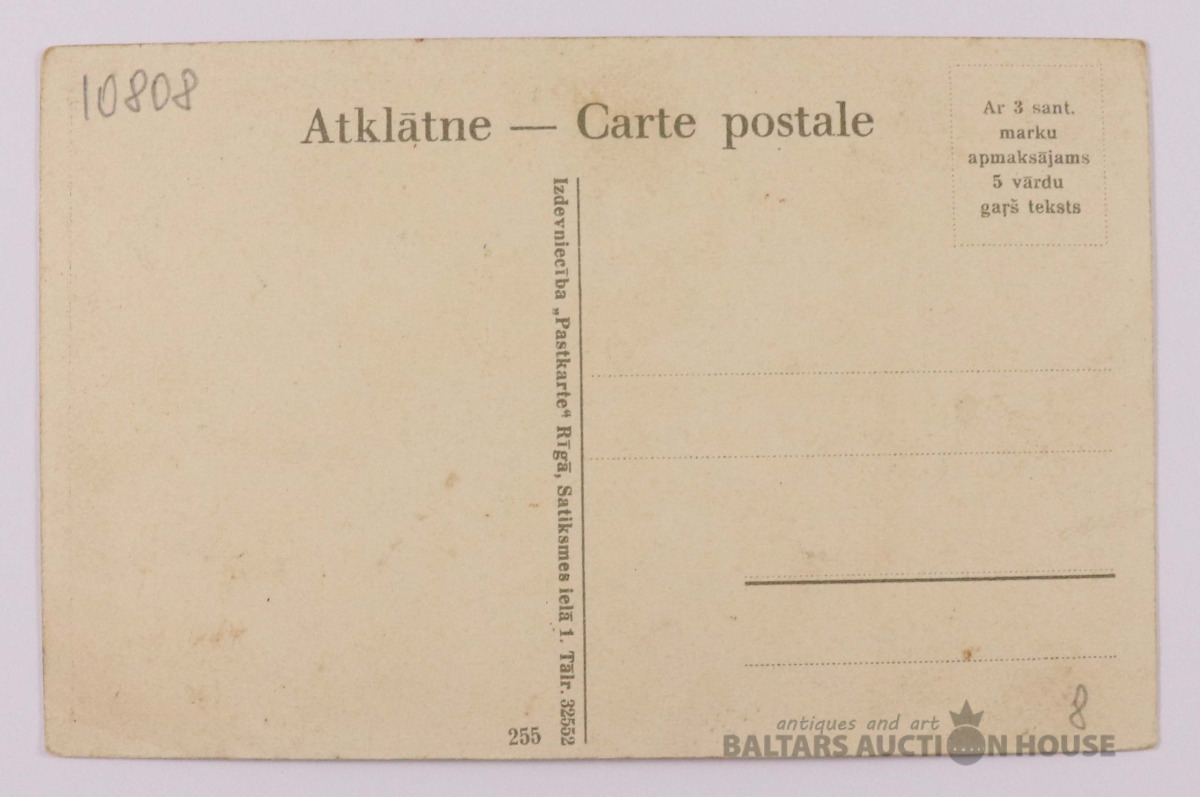 10808
Atklātne — Carte postale
Ar 3 sant.
marku
apmaksājams
5 vārdu
gaŗš teksts
Izdevniecība „Pastkarte“ Rīgā, Satiksmes ielā 1. Tālr. 32552
255
8
antiques and art
BALTARS AUCTION HOUSE